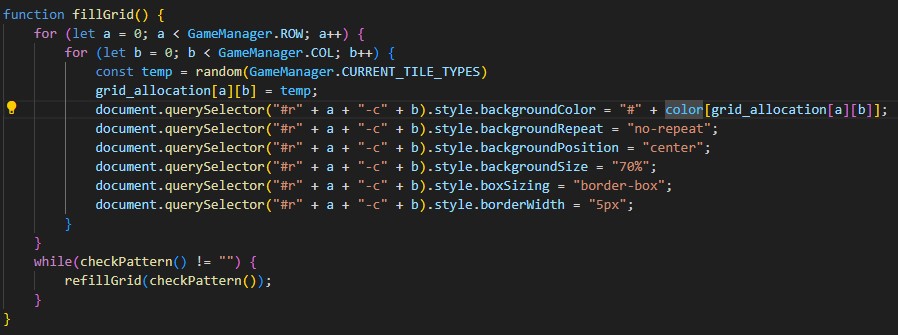 function fillGrid() {
    for (let a = 0; a < GameManager.ROW; a++) {
        for (let b = 0; b < GameManager.COL; b++) {
            const temp = random(GameManager.CURRENT_TILE_TYPES)
            grid_allocation[a][b] = temp;
            document.querySelector("#r" + a + "-c" + b).style.backgroundColor = "#" + color[grid_allocation[a][b]];
            document.querySelector("#r" + a + "-c" + b).style.backgroundRepeat = "no-repeat";
            document.querySelector("#r" + a + "-c" + b).style.backgroundPosition = "center";
            document.querySelector("#r" + a + "-c" + b).style.backgroundSize = "70%";
            document.querySelector("#r" + a + "-c" + b).style.boxSizing = "border-box";
            document.querySelector("#r" + a + "-c" + b).style.borderWidth = "5px";
        }
    }
    while(checkPattern() != "") {
        refillGrid(checkPattern());
    }
}